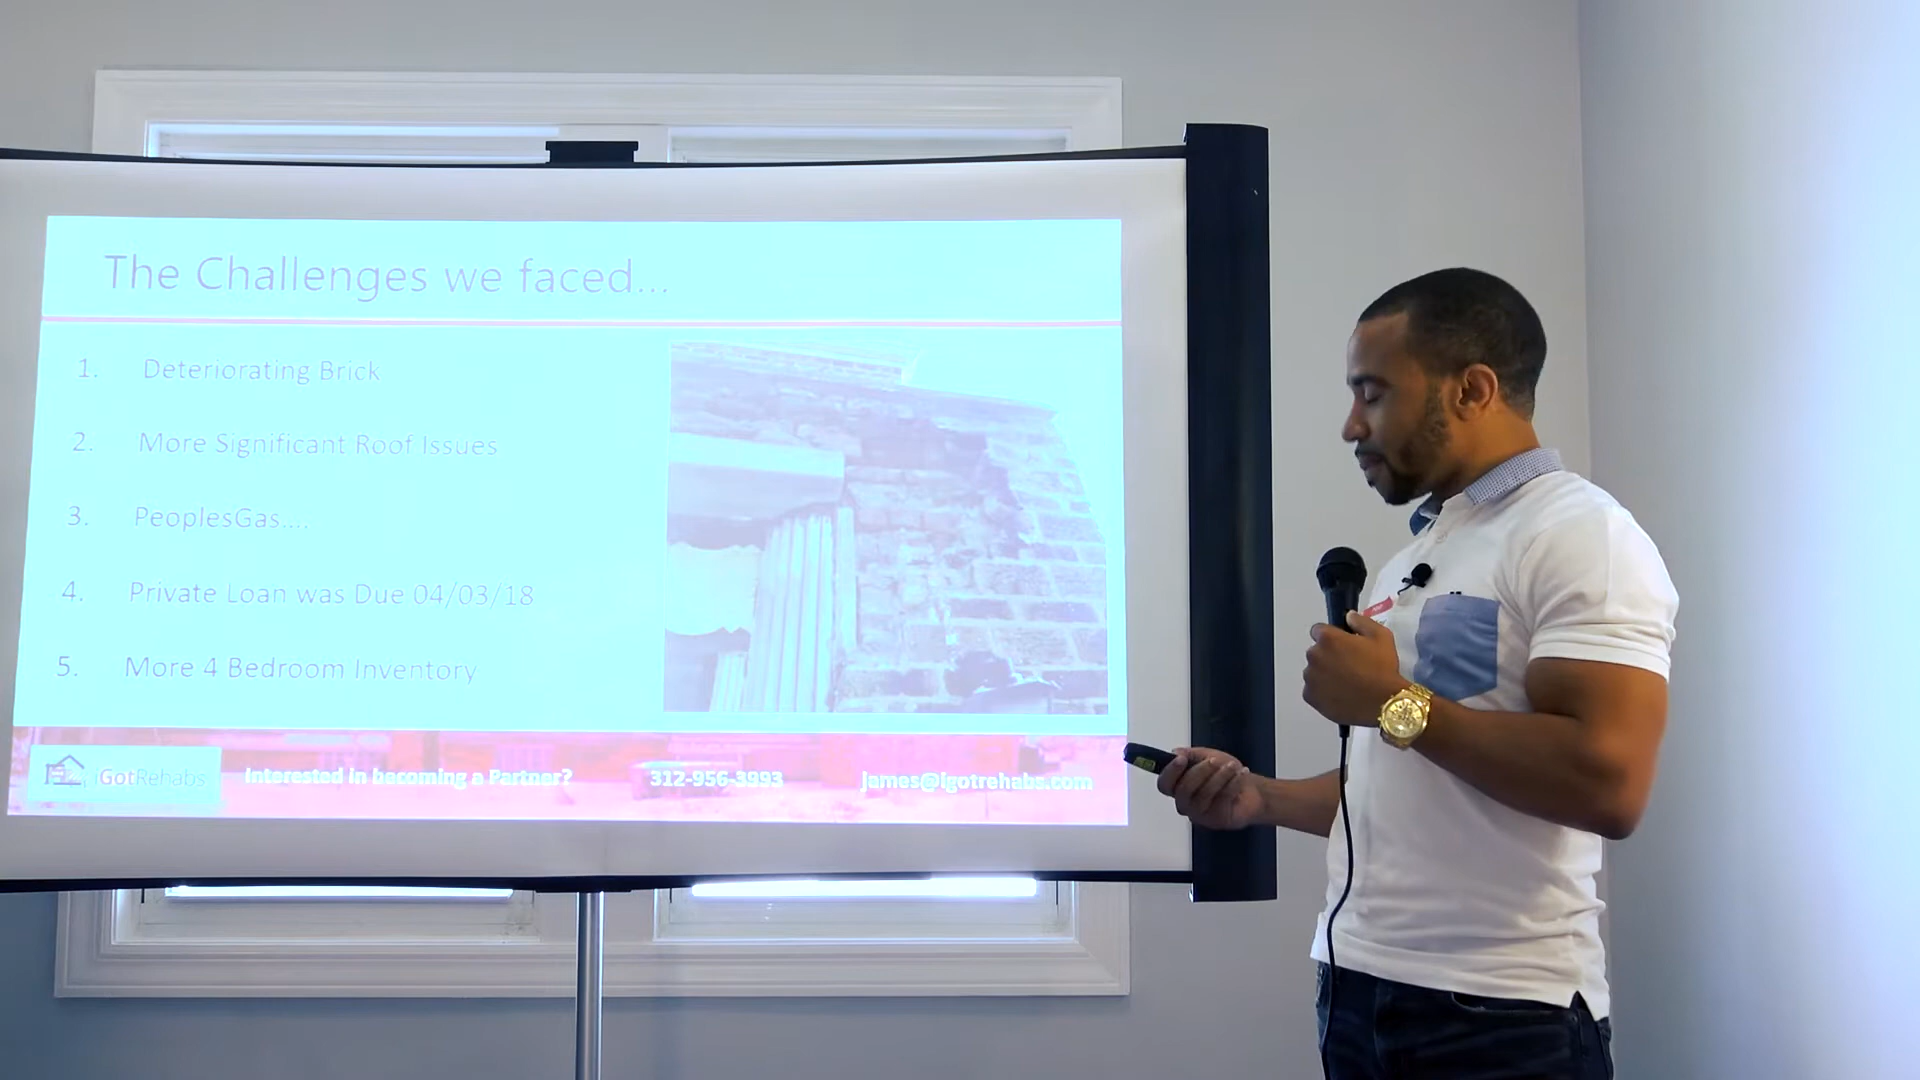 The Challenges we faced...
1. Deteriorating Brick
2. More Significant Roof Issues
3. PeoplesGas....
4. Private Loan was Due 04/03/18
5. More 4 Bedroom Inventory
iGotRehabs
Interested in becoming a Partner?
312-956-3993
james@igotrehabs.com